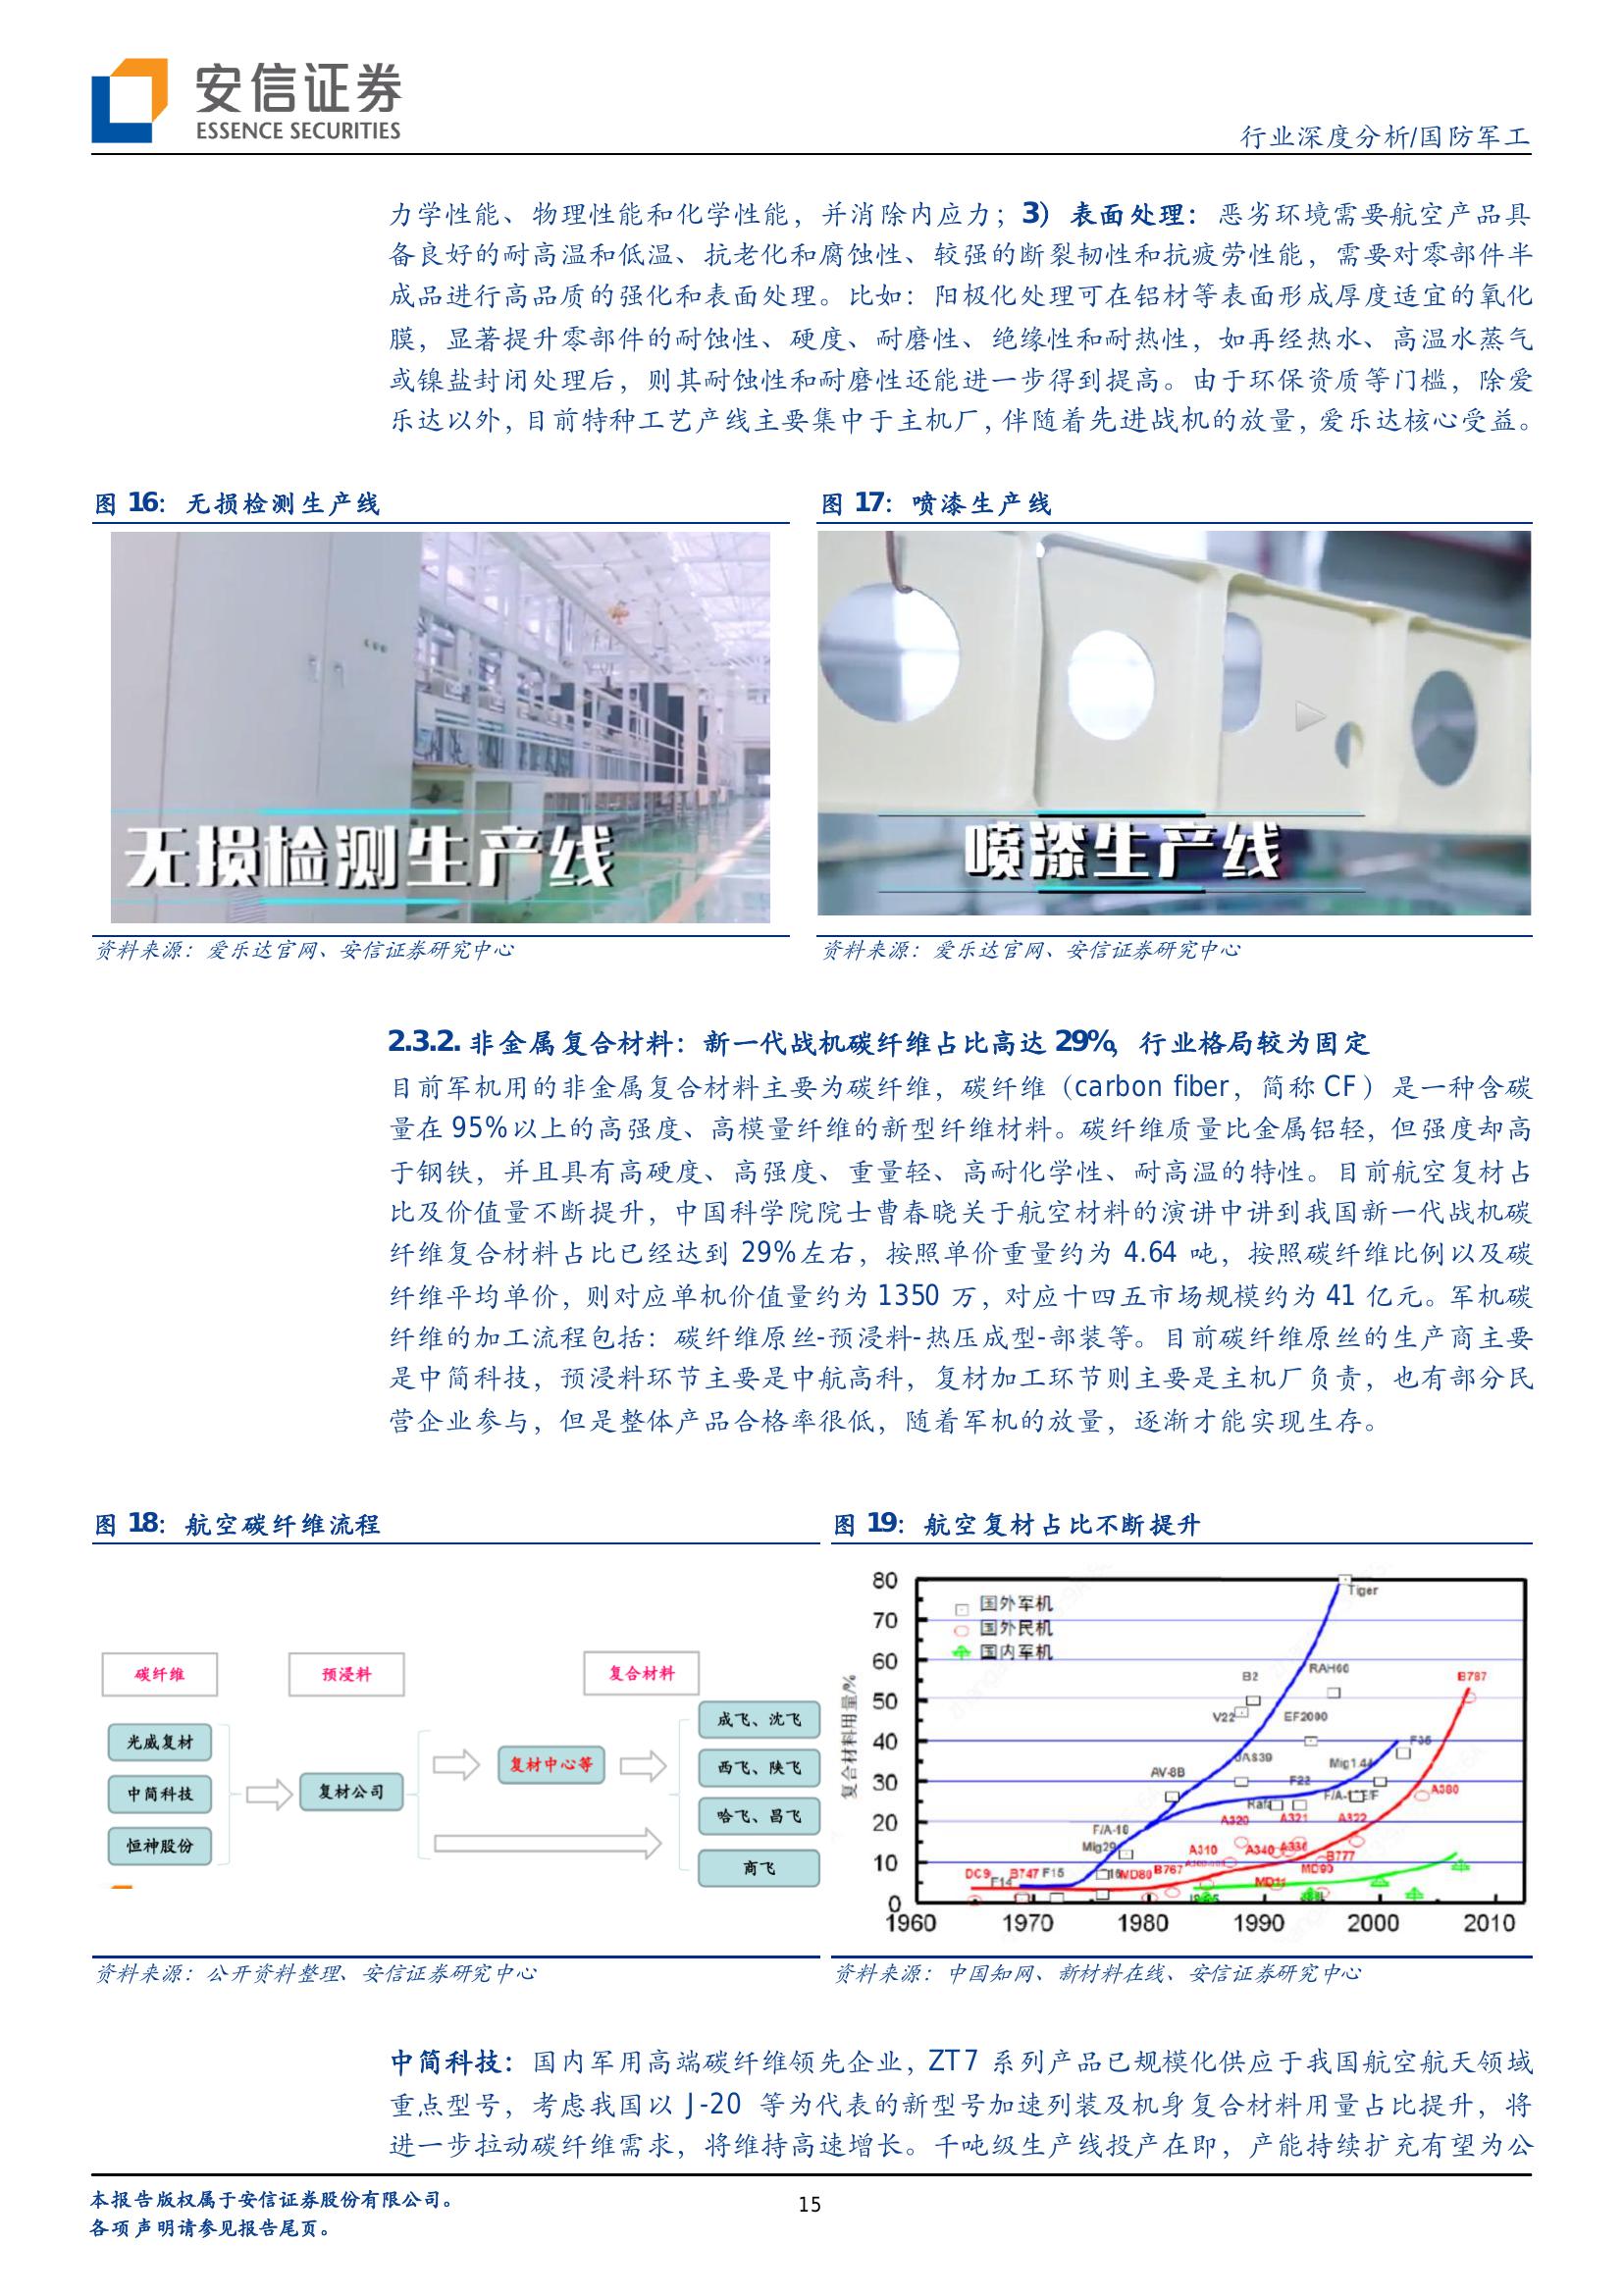 安信证券
ESSENCE SECURITIES
行业深度分析/国防军工
力学性能、物理性能和化学性能，并消除内应力；3）表面处理：恶劣环境需要航空产品具
备良好的耐高温和低温、抗老化和腐蚀性、较强的断裂韧性和抗疲劳性能，需要对零部件半
成品进行高品质的强化和表面处理。比如：阳极化处理可在铝材等表面形成厚度适宜的氧化
膜，显著提升零部件的耐蚀性、硬度、耐磨性、绝缘性和耐热性，如再经热水、高温水蒸气
或镍盐封闭处理后，则其耐蚀性和耐磨性还能进一步得到提高。由于环保资质等门槛，除爱
乐达以外，目前特种工艺产线主要集中于主机厂，伴随着先进战机的放量，爱乐达核心受益。
图 16：无损检测生产线
图 17：喷漆生产线
无损检测生产线
喷漆生产线
资料来源：爱乐达官网、安信证券研究中心
资料来源：爱乐达官网、安信证券研究中心
2.3.2. 非金属复合材料：新一代战机碳纤维占比高达 29%，行业格局较为固定
目前军机用的非金属复合材料主要为碳纤维，碳纤维（carbon fiber，简称 CF）是一种含碳
量在 95%以上的高强度、高模量纤维的新型纤维材料。碳纤维质量比金属铝轻，但强度却高
于钢铁，并且具有高硬度、高强度、重量轻、高耐化学性、耐高温的特性。目前航空复材占
比及价值量不断提升，中国科学院院士曹春晓关于航空材料的演讲中讲到我国新一代战机碳
纤维复合材料占比已经达到 29%左右，按照单价重量约为 4.64 吨，按照碳纤维比例以及碳
纤维平均单价，则对应单机价值量约为 1350 万，对应十四五市场规模约为 41 亿元。军机碳
纤维的加工流程包括：碳纤维原丝-预浸料-热压成型-部装等。目前碳纤维原丝的生产商主要
是中简科技，预浸料环节主要是中航高科，复材加工环节则主要是主机厂负责，也有部分民
营企业参与，但是整体产品合格率很低，随着军机的放量，逐渐才能实现生存。
图 18：航空碳纤维流程
图 19：航空复材占比不断提升
碳纤维
预浸料
复合材料
光威复材
中简科技
恒神股份
复材公司
复材中心等
成飞、沈飞
西飞、陕飞
哈飞、昌飞
商飞
复合材料用量/%
80
70
60
50
40
30
20
10
0
国外军机
国外民机
国内军机
Tiger
RAH66
B2
B787
V22
EF2000
F35
JAS39
Mig1.44
AV-8B
F22
A380
A320
A321
A322
F/A-18
Mig29
A310
A340
B777
DC9
B747
F15
F14
MD80
B767
MD90
MD11
1960
1970
1980
1990
2000
2010
资料来源：公开资料整理、安信证券研究中心
资料来源：中国知网、新材料在线、安信证券研究中心
中简科技：国内军用高端碳纤维领先企业，ZT7 系列产品已规模化供应于我国航空航天领域
重点型号，考虑我国以 J-20 等为代表的新型号加速列装及机身复合材料用量占比提升，将
进一步拉动碳纤维需求，将维持高速增长。千吨级生产线投产在即，产能持续扩充有望为公
本报告版权属于安信证券股份有限公司。
各项声明请参见报告尾页。
15